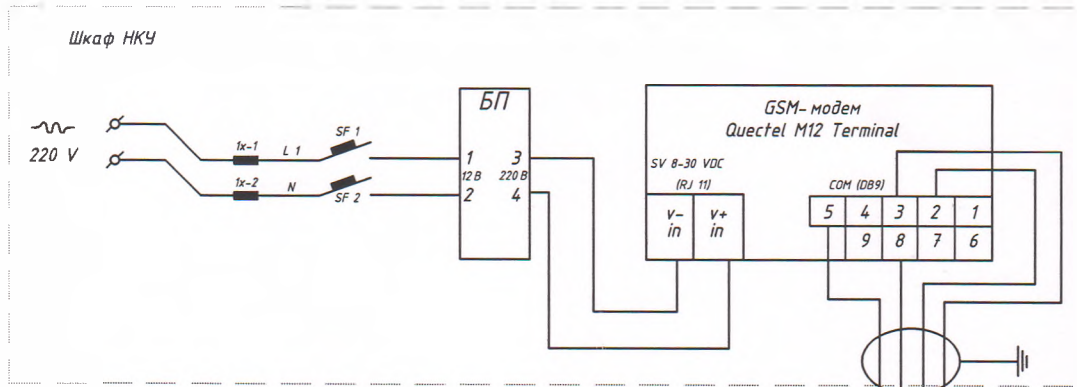 Шкаф НКУ
220 V
1х-1
L 1
SF 1
1х-2
N
SF 2
БП
1 3
12 В 220 В
2 4
GSM- модем
Quectel M12 Terminal
SV 8-30 VDC
(RJ 11)
v- v+
in in
COM (DB9)
5 4 3 2 1
9 8 7 6